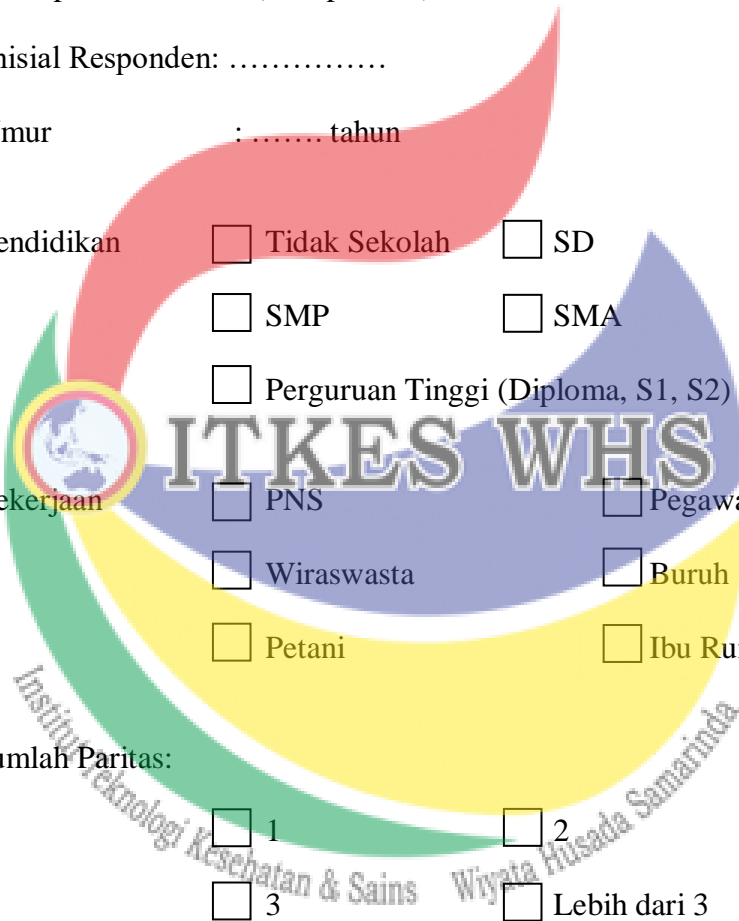 nisial Responden: ……………
mur : ……. tahun
endidikan Tidak Sekolah SD
SMP SMA
Perguruan Tinggi (Diploma, S1, S2)
ITKES WHS
ekerjaan PNS Pegawa
Wiraswasta Buruh
Petani Ibu Ru
umlah Paritas:
1 2
3 Lebih dari 3
Institut Teknologi Kesehatan & Sains Wiyata Husada Samarinda